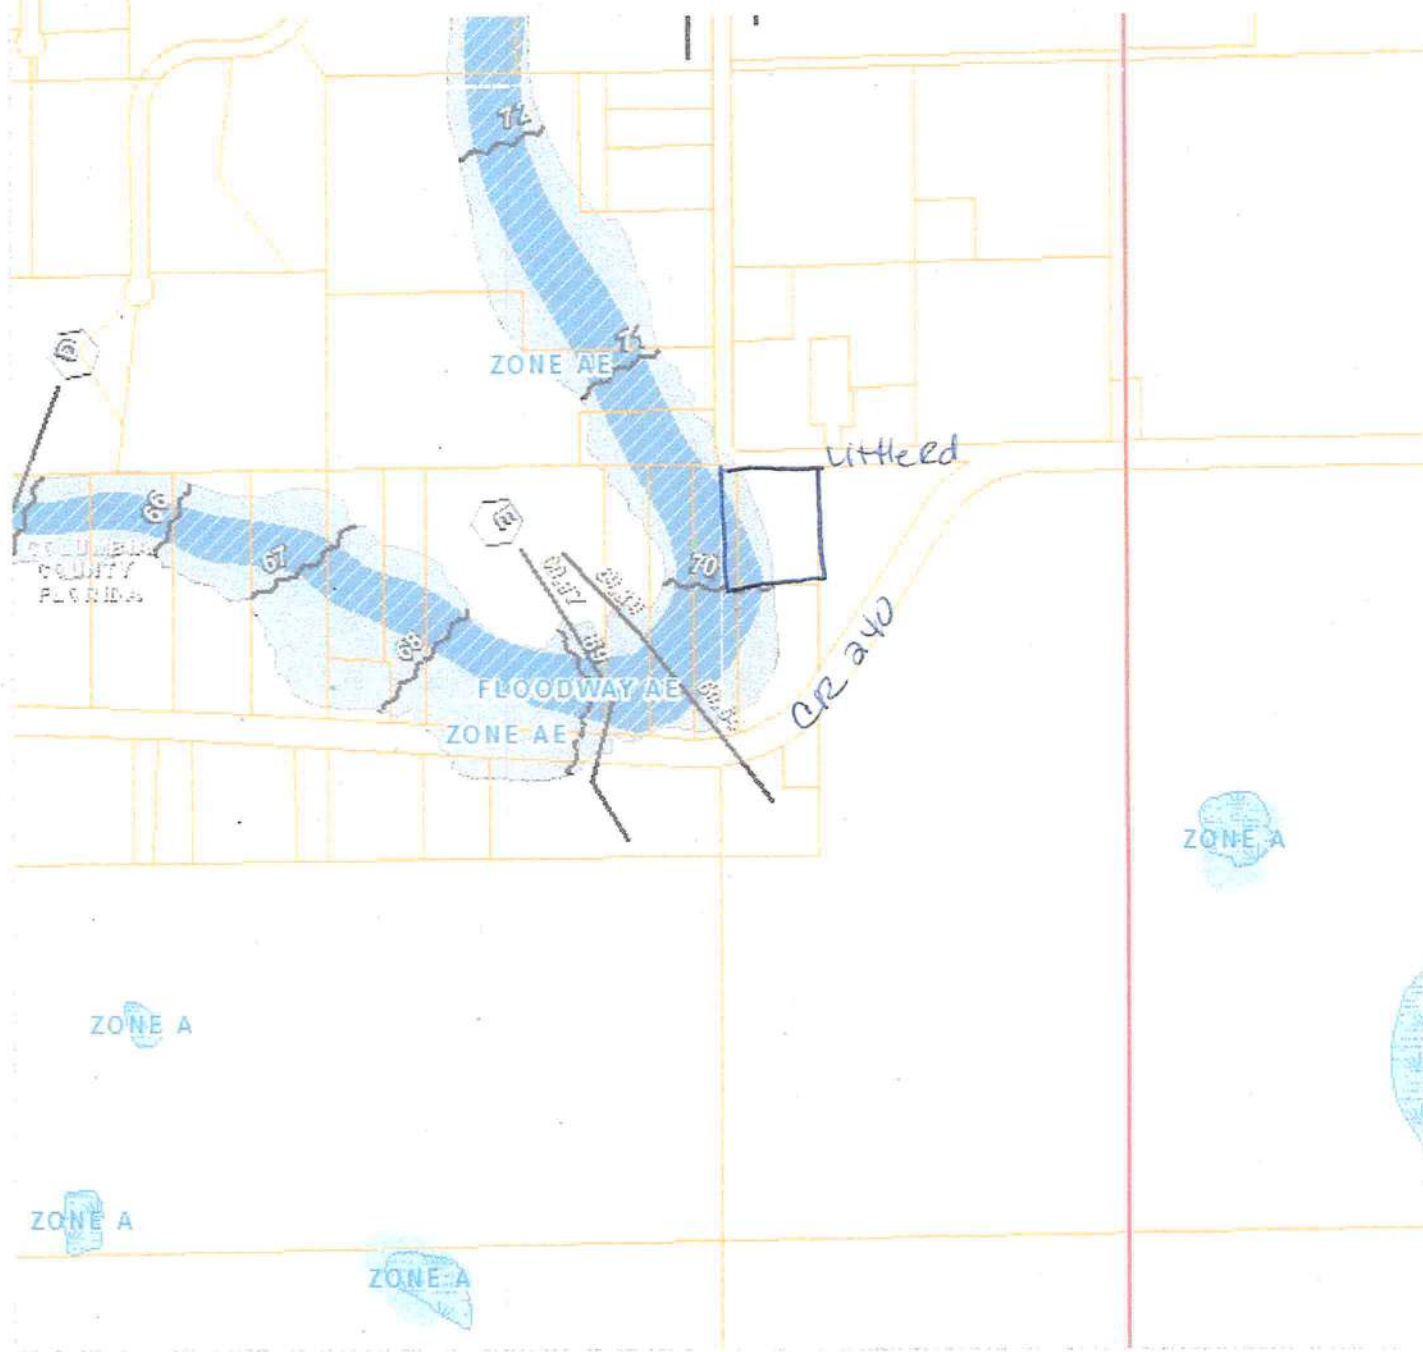 72
71
ZONE AE
Little Rd
66
E
COLUMBIA
COUNTY
FLORIDA
67
70
68
69
CR 240
FLOODWAY AE
ZONE AE
ZONE A
ZONE A
ZONE A
ZONE A